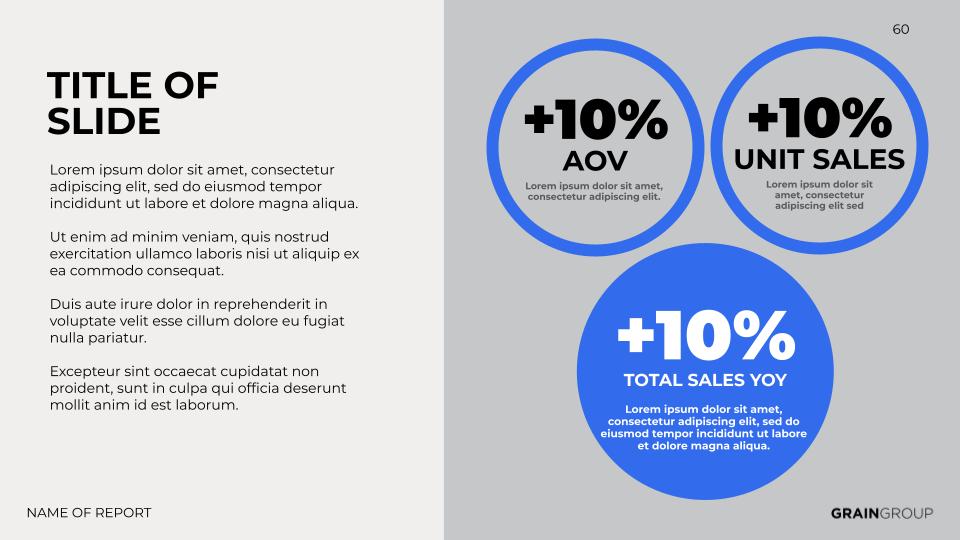 60
TITLE OF
SLIDE
Lorem ipsum dolor sit amet, consectetur
adipiscing elit, sed do eiusmod tempor
incididunt ut labore et dolore magna aliqua.
Ut enim ad minim veniam, quis nostrud
exercitation ullamco laboris nisi ut aliquip ex
ea commodo consequat.
Duis aute irure dolor in reprehenderit in
voluptate velit esse cillum dolore eu fugiat
nulla pariatur.
Excepteur sint occaecat cupidatat non
proident, sunt in culpa qui officia deserunt
mollit anim id est laborum.
+10%
AOV
Lorem ipsum dolor sit amet,
consectetur adipiscing elit.
+10%
UNIT SALES
Lorem ipsum dolor sit
amet, consectetur
adipiscing elit sed
+10%
TOTAL SALES YOY
Lorem ipsum dolor sit amet,
consectetur adipiscing elit, sed do
eiusmod tempor incididunt ut labore
et dolore magna aliqua.
NAME OF REPORT
GRAINGROUP